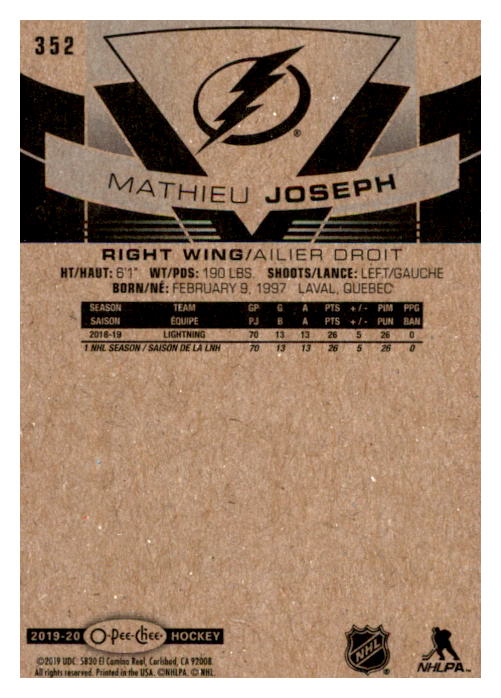 352
MATHIEU JOSEPH
RIGHT WING/AILIER DROIT
HT/HAUT: 6'1" WT/PDS: 190 LBS. SHOOTS/LANCE: LEFT/GAUCHE
BORN/NÉ: FEBRUARY 9, 1997 LAVAL, QUEBEC
SEASON TEAM GP G A PTS +/- PIM PPG
SAISON ÉQUIPE PJ B A PTS +/- PUN BAN
2018-19 LIGHTNING 70 13 13 26 5 26 0
1 NHL SEASON / SAISON DE LA LNH 70 13 13 26 5 26 0
2019-20 O-Pee-Chee HOCKEY
©2019 UDC. 5830 El Camino Real, Carlsbad, CA 92008.
All rights reserved. Printed in the USA. ©NHLPA. © NHL.
NHL ®
NHLPA™
®